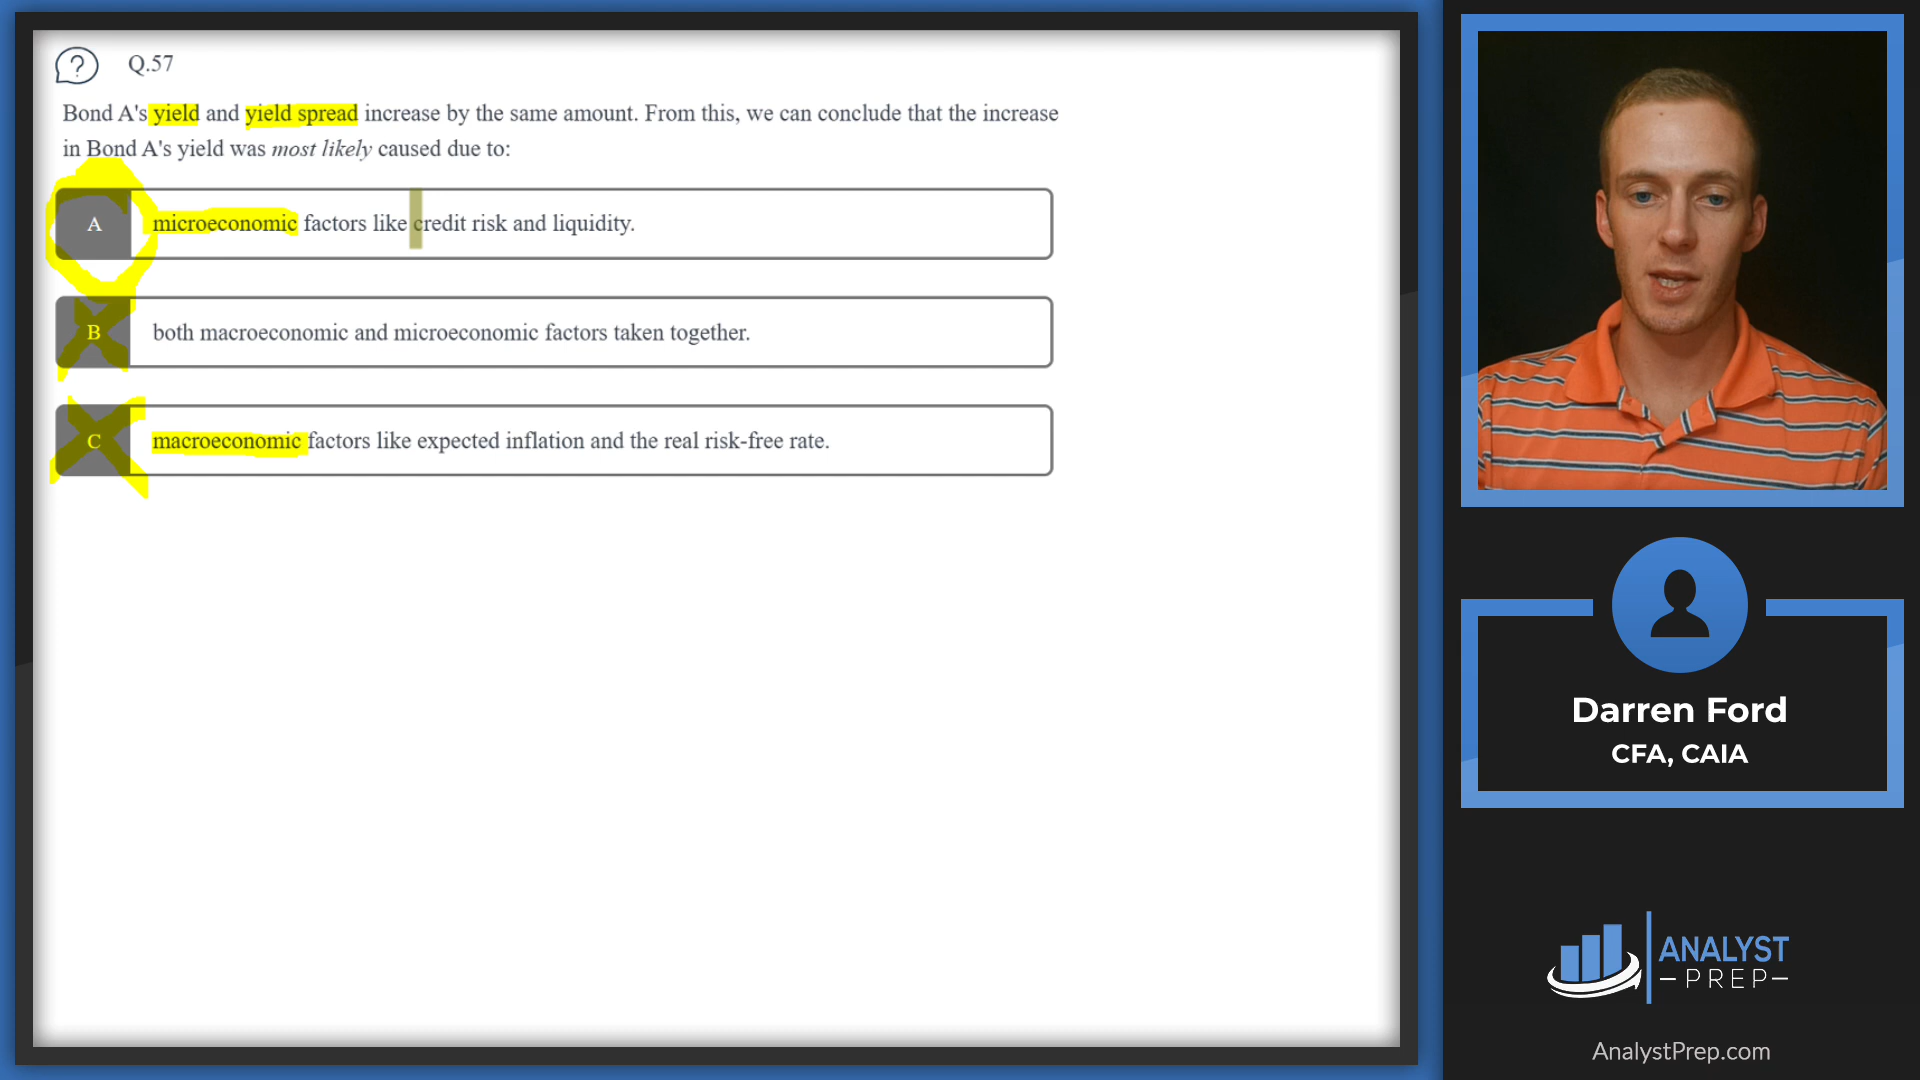 ?
Q.57
Bond A's yield and yield spread increase by the same amount. From this, we can conclude that the increase
in Bond A's yield was most likely caused due to:
A
microeconomic factors like credit risk and liquidity.
B
both macroeconomic and microeconomic factors taken together.
C
macroeconomic factors like expected inflation and the real risk-free rate.
Darren Ford
CFA, CAIA
ANALYST
PREP
AnalystPrep.com